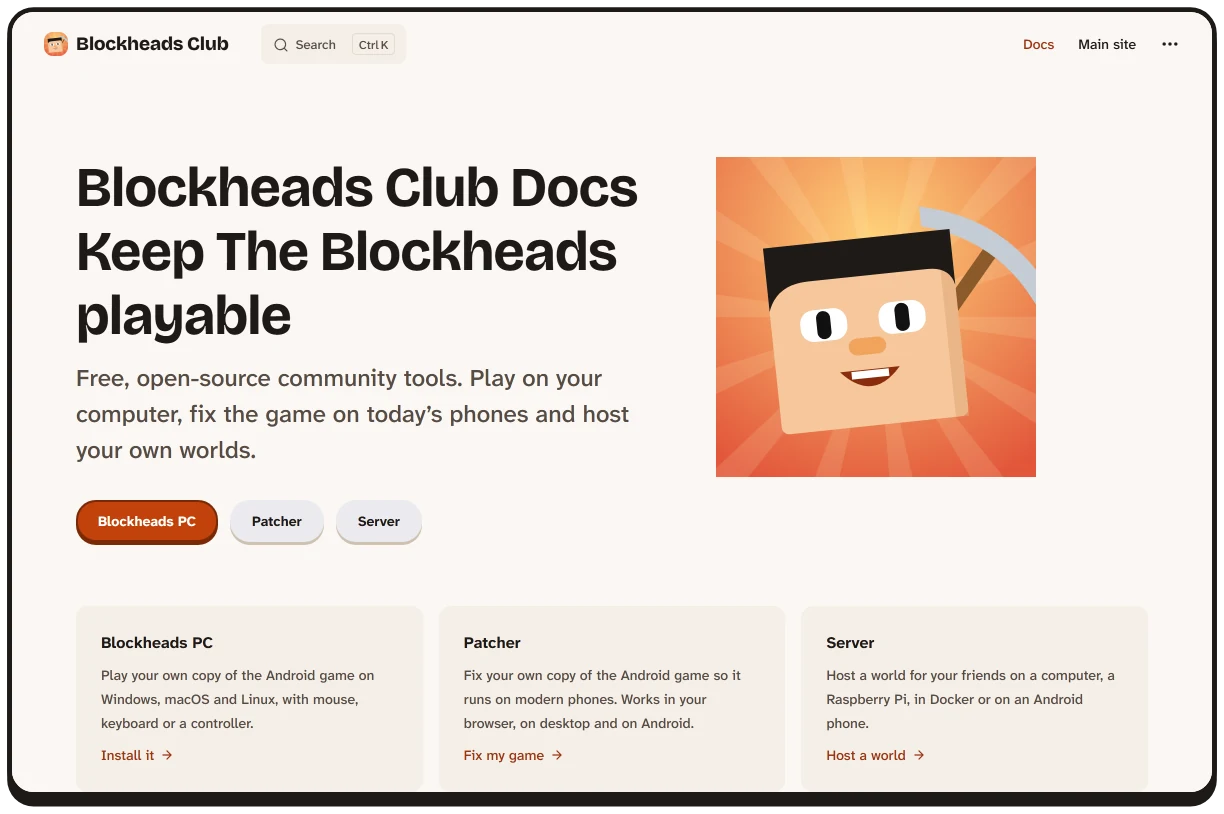 Blockheads Club
Search
Ctrl K
Docs
Main site
Blockheads Club Docs
Keep The Blockheads
playable
Free, open-source community tools. Play on your
computer, fix the game on today’s phones and host
your own worlds.
Blockheads PC
Patcher
Server
Blockheads PC
Play your own copy of the Android game on
Windows, macOS and Linux, with mouse,
keyboard or a controller.
Install it →
Patcher
Fix your own copy of the Android game so it
runs on modern phones. Works in your
browser, on desktop and on Android.
Fix my game →
Server
Host a world for your friends on a computer, a
Raspberry Pi, in Docker or on an Android
phone.
Host a world →